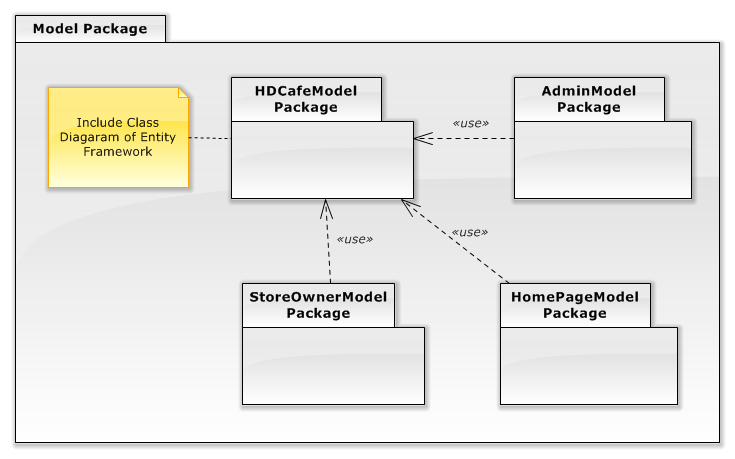 Model Package
HDCafeModel
Package
AdminModel
Package
Include Class
Diagaram of Entity
Framework
«use»
«use»
«use»
StoreOwnerModel
Package
HomePageModel
Package